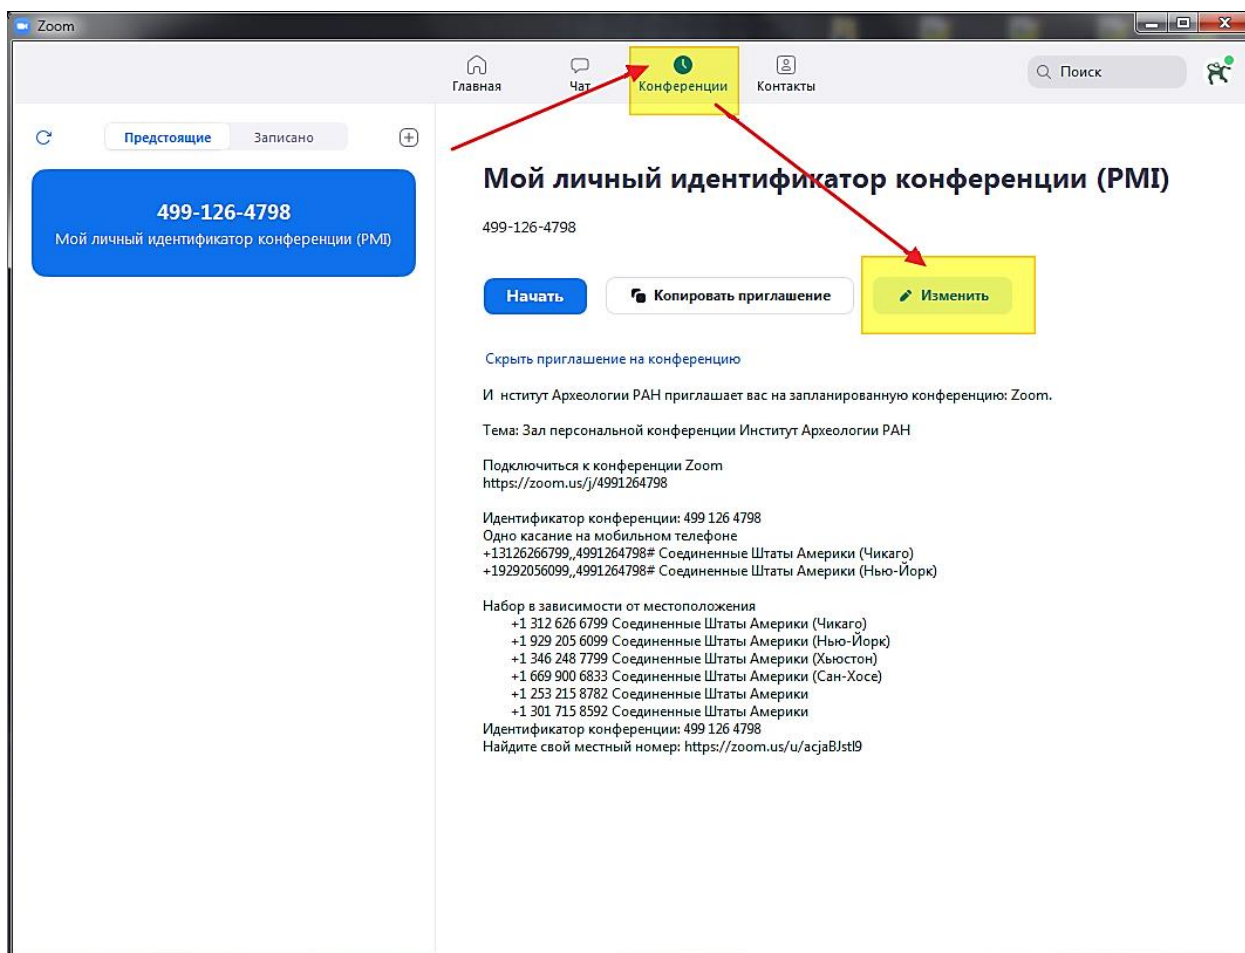 Zoom
Главная
Чат
Конференции
Контакты
Поиск
Предстоящие
Записано
499-126-4798
Мой личный идентификатор конференции (PMI)
Мой личный идентификатор конференции (PMI)
499-126-4798
Начать
Копировать приглашение
Изменить
Скрыть приглашение на конференцию
И нститут Археологии РАН приглашает вас на запланированную конференцию: Zoom.
Тема: Зал персональной конференции Институт Археологии РАН
Подключиться к конференции Zoom
https://zoom.us/j/4991264798
Идентификатор конференции: 499 126 4798
Одно касание на мобильном телефоне
+13126266799,,4991264798# Соединенные Штаты Америки (Чикаго)
+19292056099,,4991264798# Соединенные Штаты Америки (Нью-Йорк)
Набор в зависимости от местоположения
+1 312 626 6799 Соединенные Штаты Америки (Чикаго)
+1 929 205 6099 Соединенные Штаты Америки (Нью-Йорк)
+1 346 248 7799 Соединенные Штаты Америки (Хьюстон)
+1 669 900 6833 Соединенные Штаты Америки (Сан-Хосе)
+1 253 215 8782 Соединенные Штаты Америки
+1 301 715 8592 Соединенные Штаты Америки
Идентификатор конференции: 499 126 4798
Найдите свой местный номер: https://zoom.us/u/acjaBJstl9